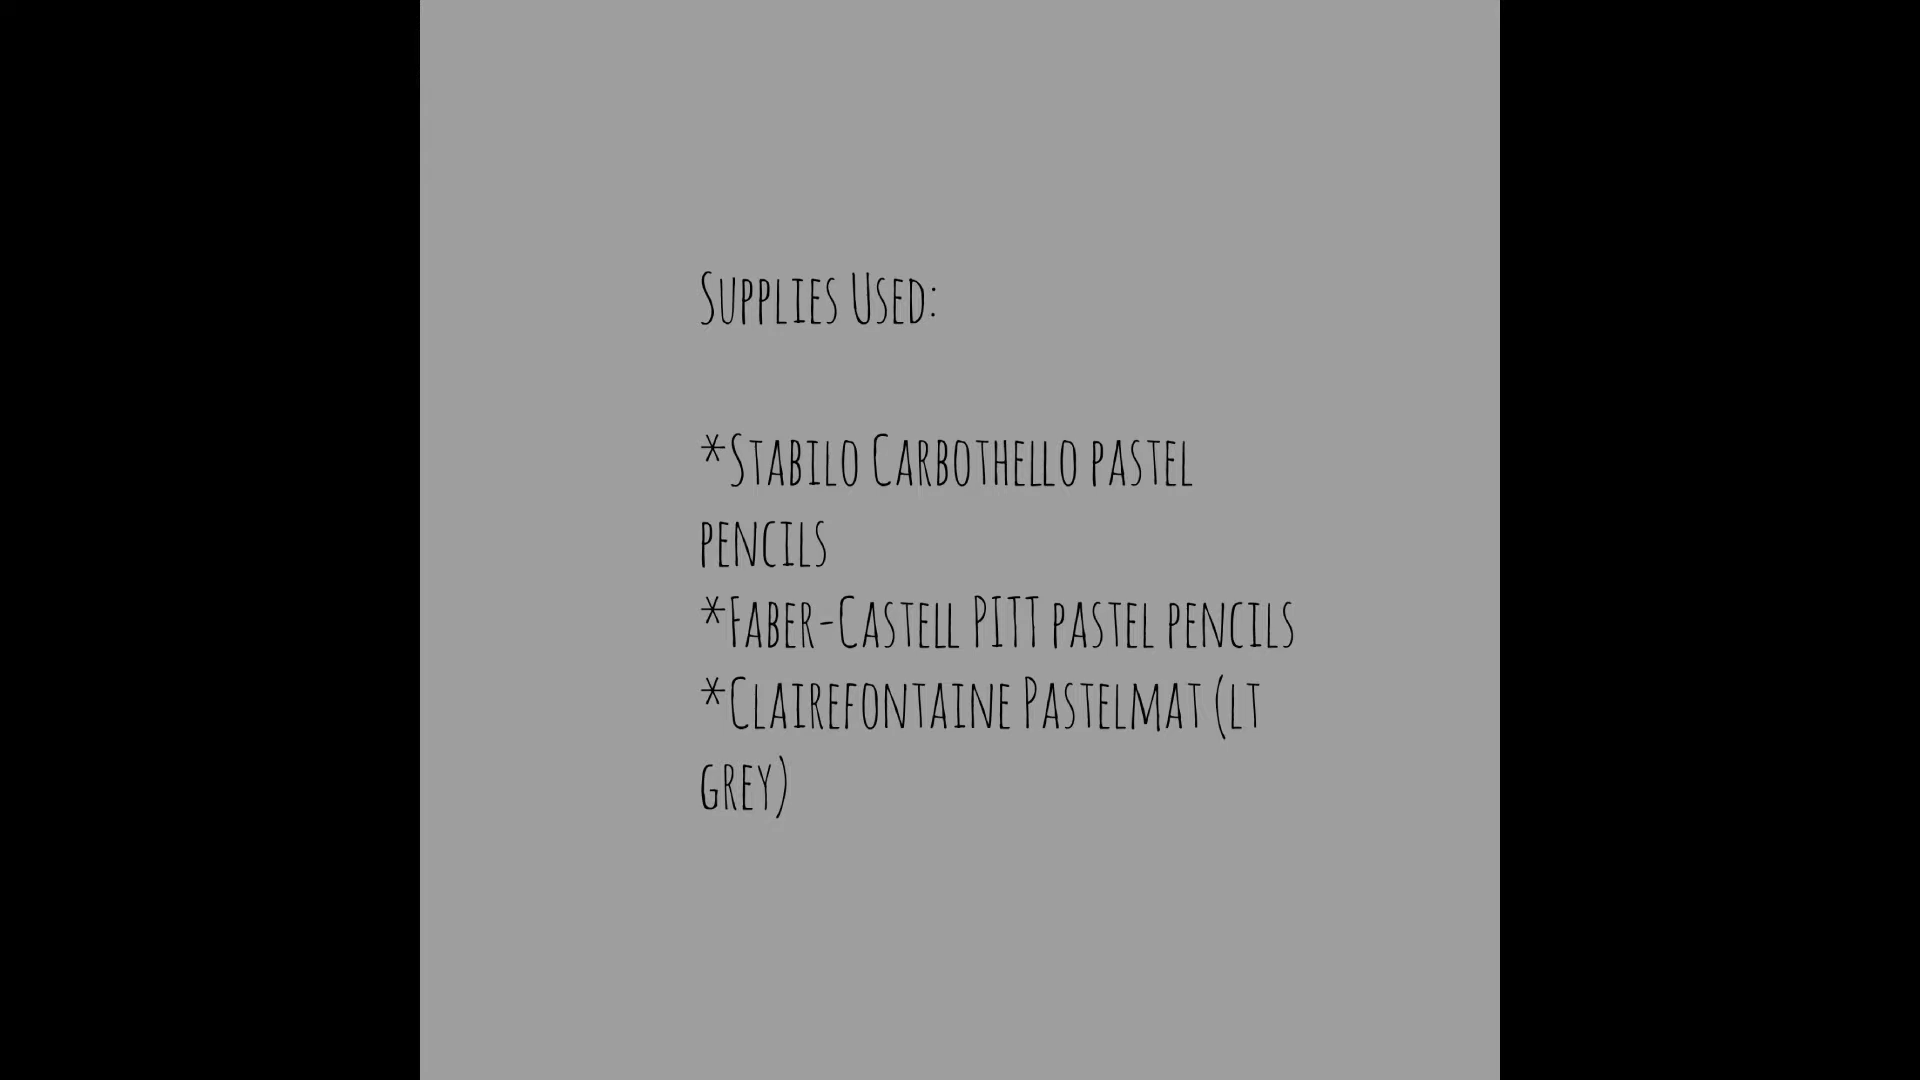 Supplies Used:
*Stabilo Carbothello pastel
pencils
*Faber-Castell PITT pastel pencils
*Clairefontaine Pastelmat (lt
grey)